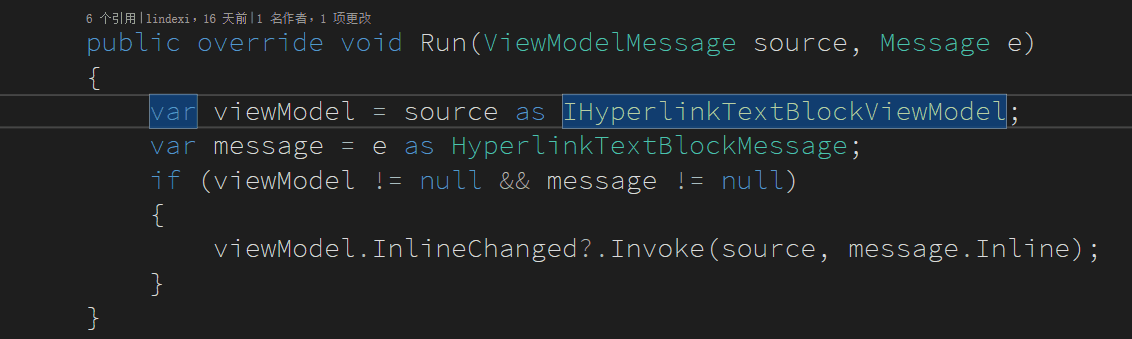 6 个引用|lindexi，16 天前|1 名作者，1 项更改
public override void Run(ViewModelMessage source, Message e)
{
var viewModel = source as IHyperlinkTextBlockViewModel;
var message = e as HyperlinkTextBlockMessage;
if (viewModel != null && message != null)
{
viewModel.InlineChanged?.Invoke(source, message.Inline);
}
}